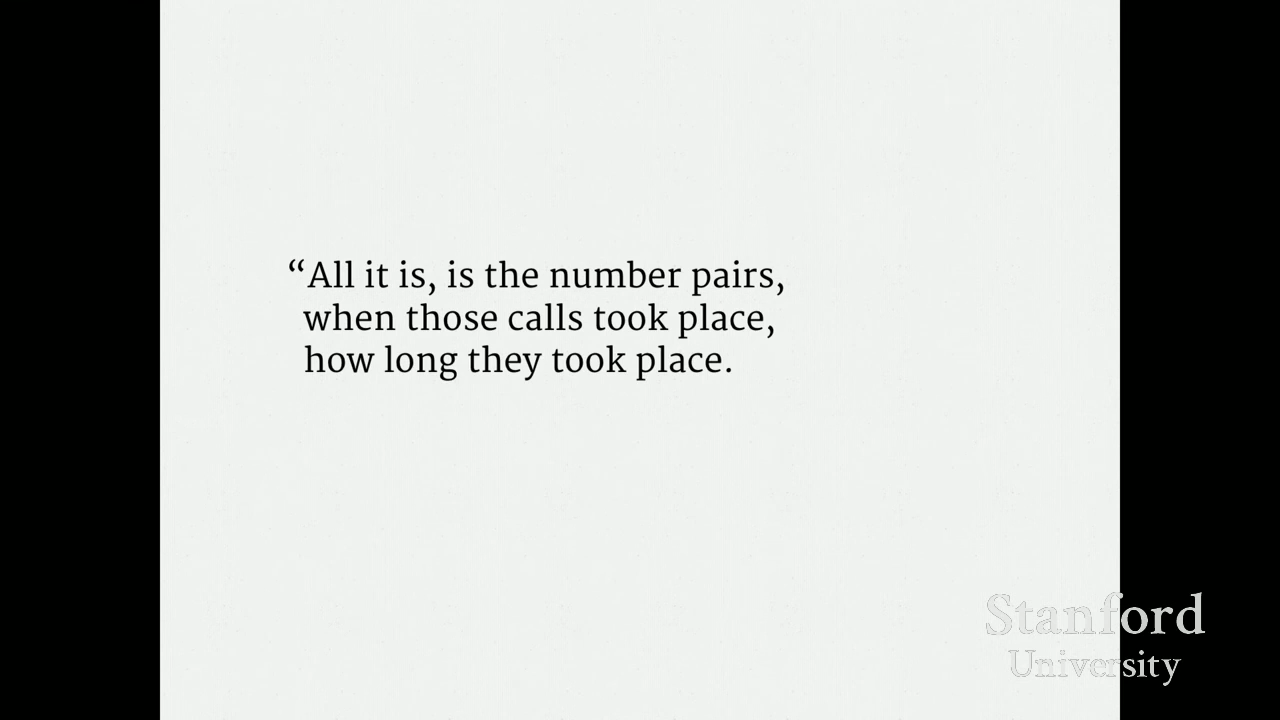 “All it is, is the number pairs,
when those calls took place,
how long they took place.
Stanford
University